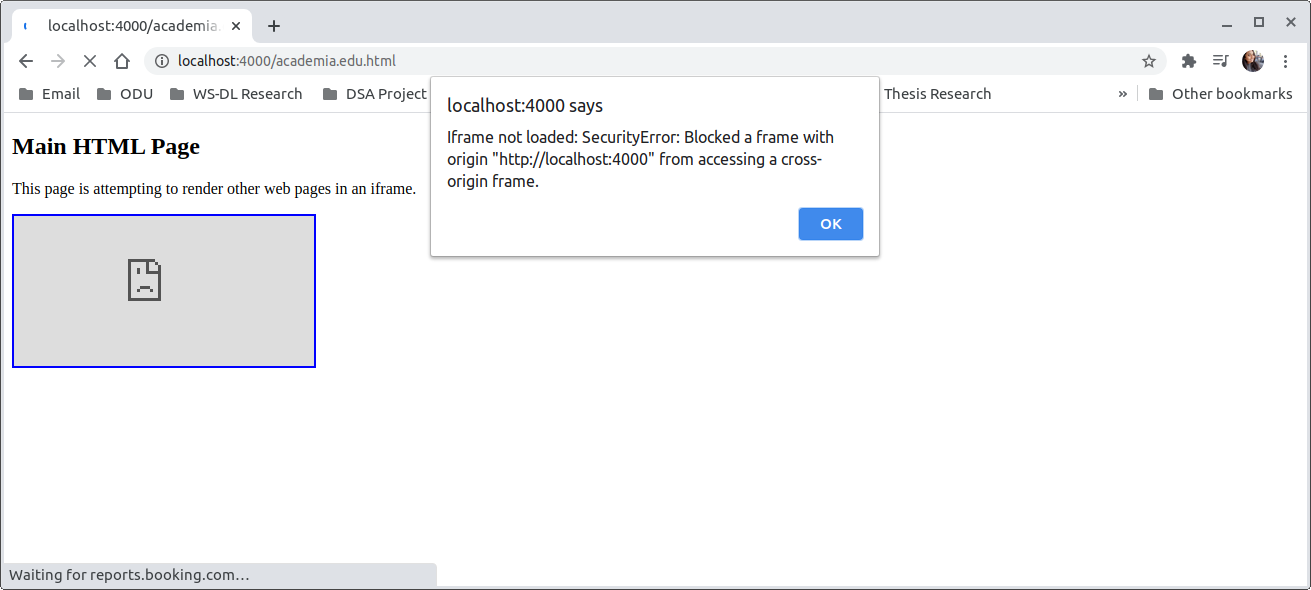 localhost:4000/academia.
localhost:4000/academia.edu.html
Email ODU WS-DL Research DSA Project Thesis Research » Other bookmarks
localhost:4000 says
Iframe not loaded: SecurityError: Blocked a frame with
origin "http://localhost:4000" from accessing a cross-
origin frame.
OK
Main HTML Page
This page is attempting to render other web pages in an iframe.
Waiting for reports.booking.com…